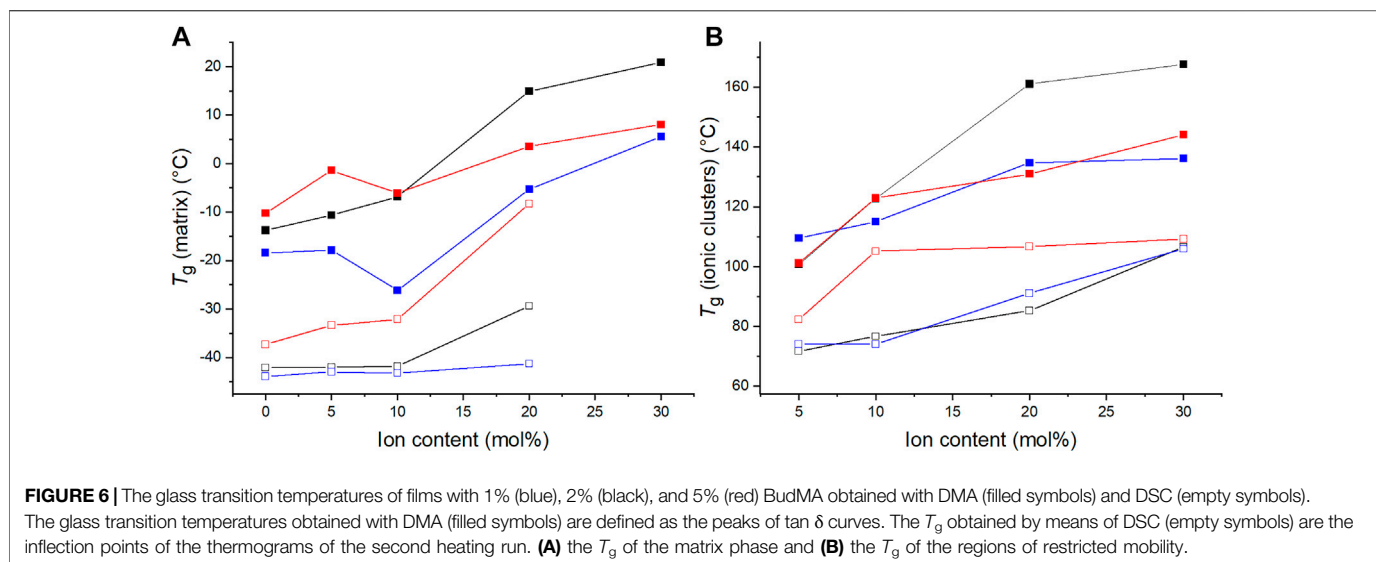 A
B
20
10
0
-10
-20
-30
-40
Tg (matrix) (°C)
0 5 10 15 20 25 30
Ion content (mol%)
160
140
120
100
80
60
Tg (ionic clusters) (°C)
5 10 15 20 25 30
Ion content (mol%)
FIGURE 6 | The glass transition temperatures of films with 1% (blue), 2% (black), and 5% (red) BudMA obtained with DMA (filled symbols) and DSC (empty symbols).
The glass transition temperatures obtained with DMA (filled symbols) are defined as the peaks of tan δ curves. The Tg obtained by means of DSC (empty symbols) are the
inflection points of the thermograms of the second heating run. (A) the Tg of the matrix phase and (B) the Tg of the regions of restricted mobility.